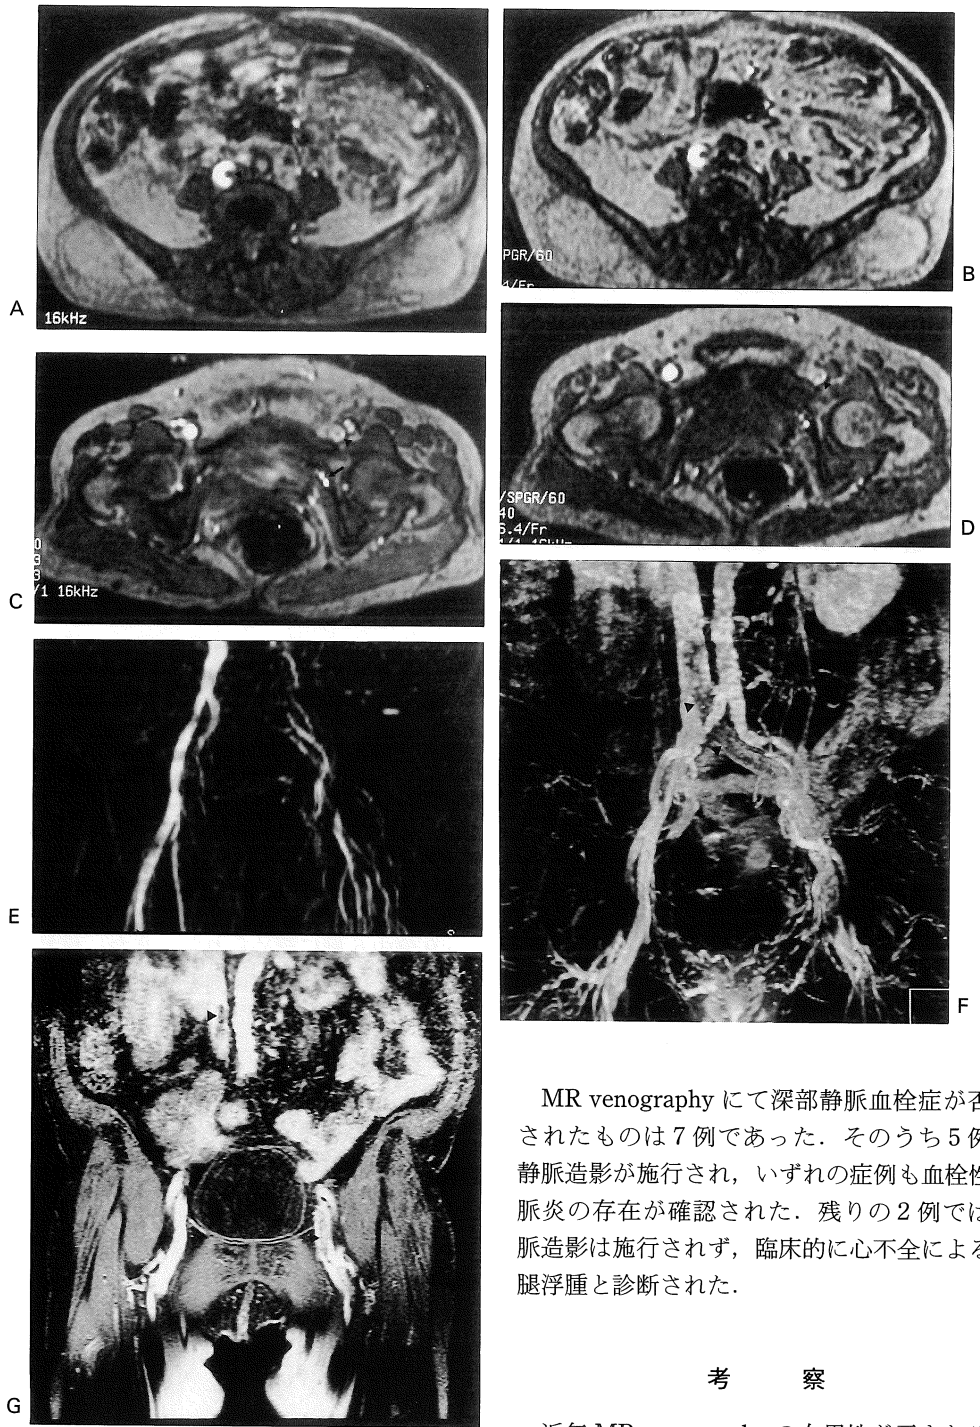 A
16kHz
PGR/60
B
C
16kHz
/SPGR/60
40
D
E
F
G
MR venography にて深部静脈血栓症が否
されたものは7例であった．そのうち5例
静脈造影が施行され，いずれの症例も血栓性
脈炎の存在が確認された．残りの2例では
脈造影は施行されず，臨床的に心不全による
腿浮腫と診断された．
考　察